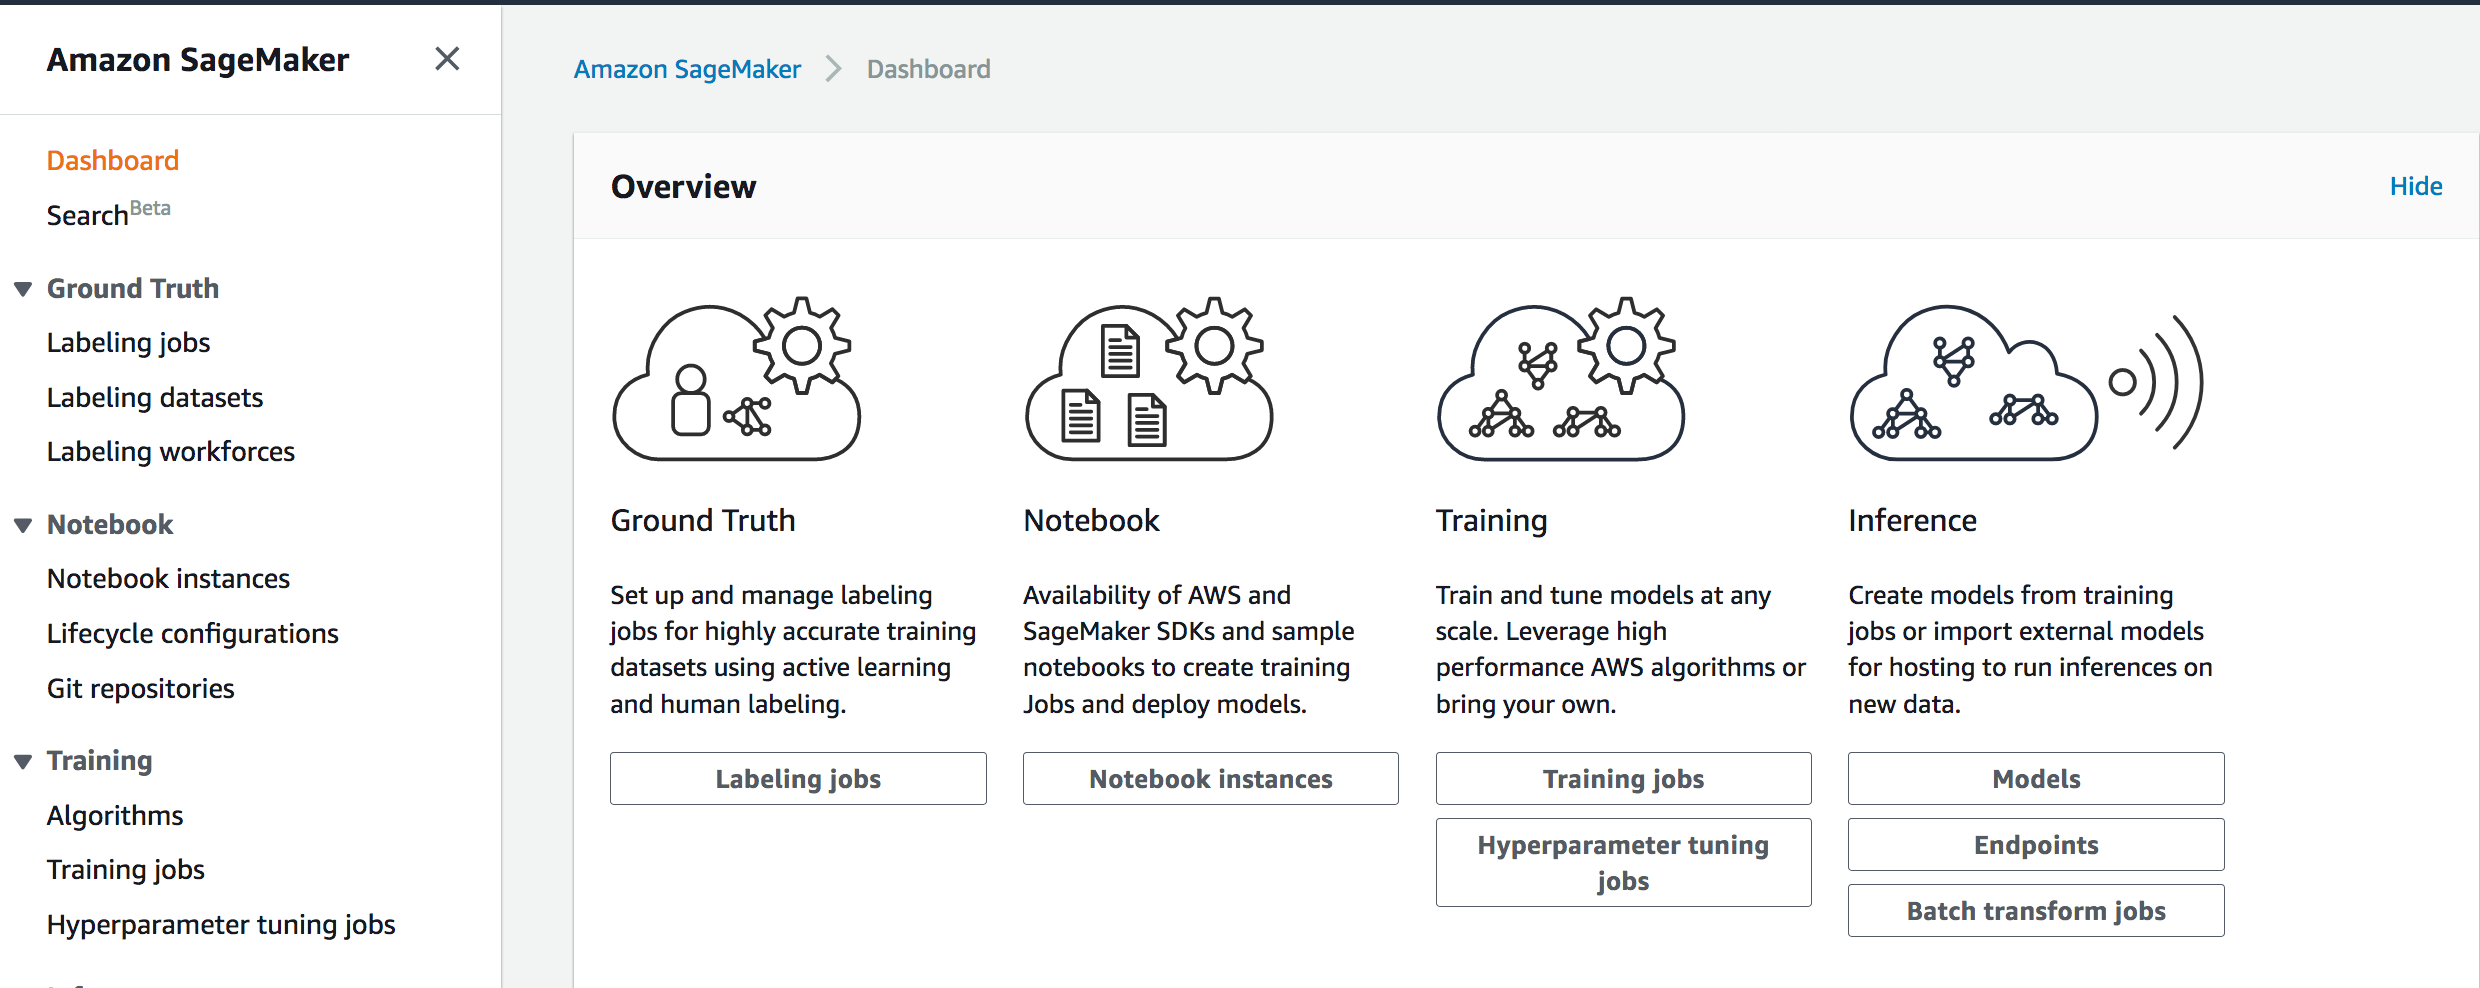 Amazon SageMaker
Dashboard
SearchBeta
Ground Truth
Labeling jobs
Labeling datasets
Labeling workforces
Notebook
Notebook instances
Lifecycle configurations
Git repositories
Training
Algorithms
Training jobs
Hyperparameter tuning jobs
Amazon SageMaker > Dashboard
Overview
Hide
Ground Truth
Set up and manage labeling
jobs for highly accurate training
datasets using active learning
and human labeling.
Labeling jobs
Notebook
Availability of AWS and
SageMaker SDKs and sample
notebooks to create training
Jobs and deploy models.
Notebook instances
Training
Train and tune models at any
scale. Leverage high
performance AWS algorithms or
bring your own.
Training jobs
Hyperparameter tuning
jobs
Inference
Create models from training
jobs or import external models
for hosting to run inferences on
new data.
Models
Endpoints
Batch transform jobs